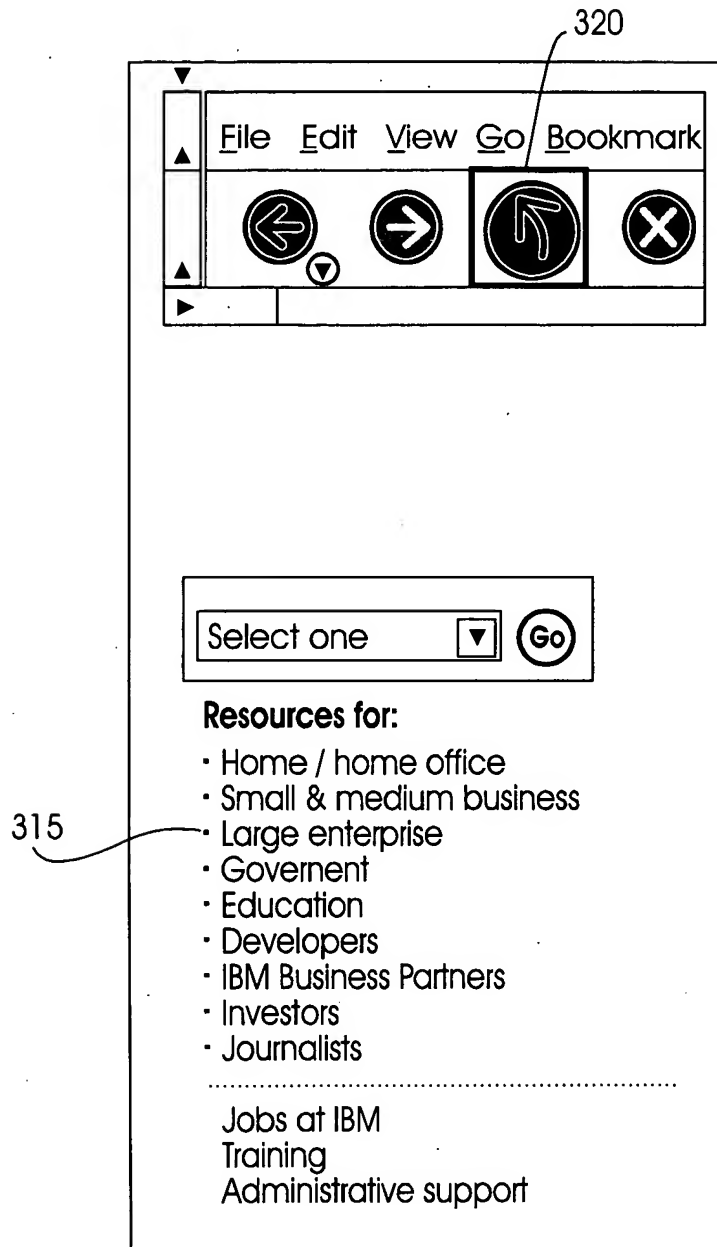 320
File Edit View Go Bookmark
Select one Go
Resources for:
· Home / home office
· Small & medium business
315 · Large enterprise
· Governent
· Education
· Developers
· IBM Business Partners
· Investors
· Journalists
Jobs at IBM
Training
Administrative support